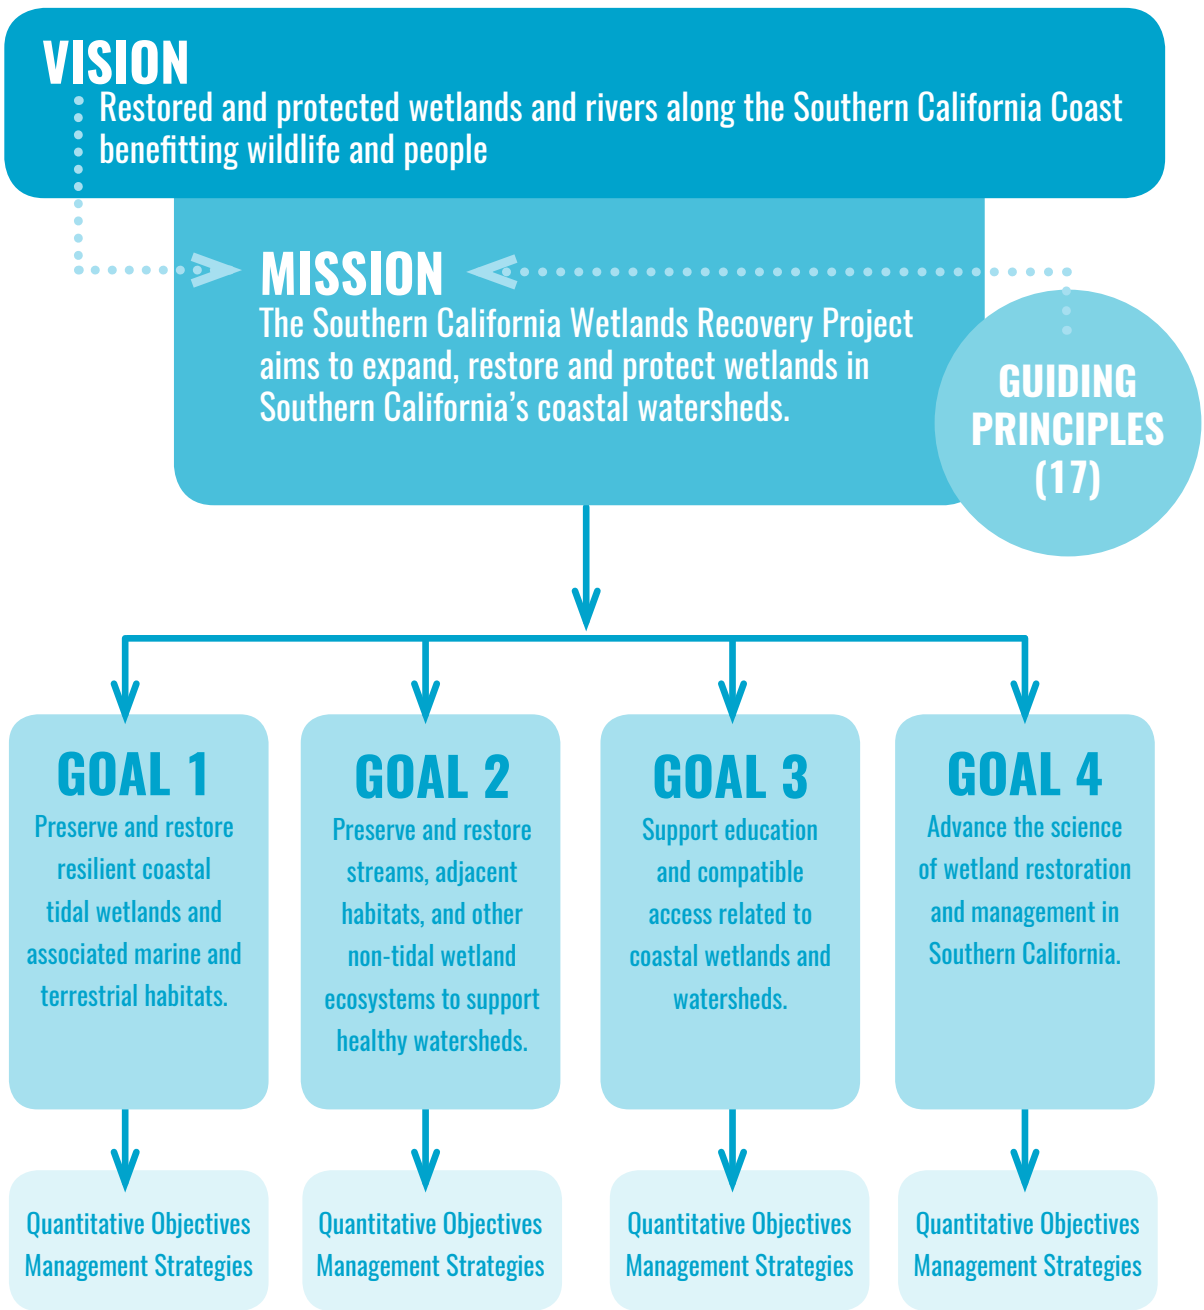 VISION
Restored and protected wetlands and rivers along the Southern California Coast
benefitting wildlife and people
MISSION
The Southern California Wetlands Recovery Project
aims to expand, restore and protect wetlands in
Southern California’s coastal watersheds.
GUIDING
PRINCIPLES
(17)
GOAL 1
Preserve and restore
resilient coastal
tidal wetlands and
associated marine and
terrestrial habitats.
GOAL 2
Preserve and restore
streams, adjacent
habitats, and other
non-tidal wetland
ecosystems to support
healthy watersheds.
GOAL 3
Support education
and compatible
access related to
coastal wetlands and
watersheds.
GOAL 4
Advance the science
of wetland restoration
and management in
Southern California.
Quantitative Objectives
Management Strategies
Quantitative Objectives
Management Strategies
Quantitative Objectives
Management Strategies
Quantitative Objectives
Management Strategies